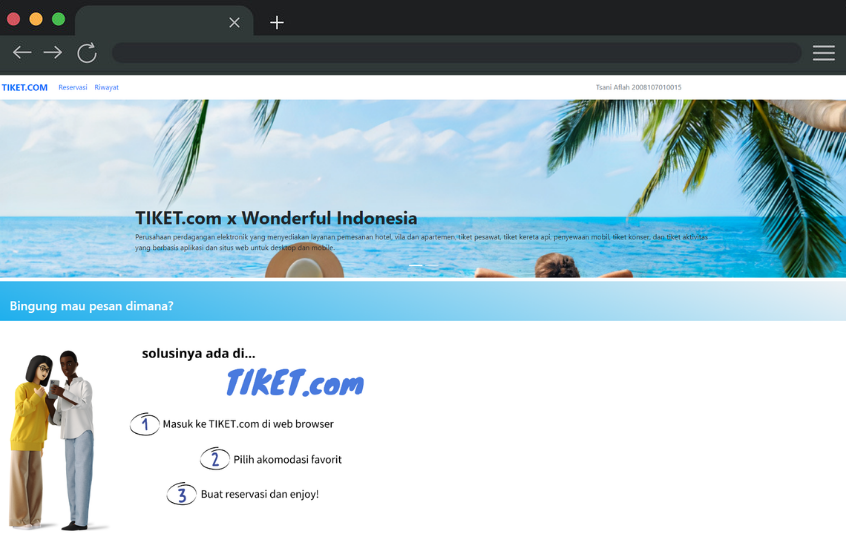 TIKET.COM Reservasi Riwayat Tsani Aflah 2008107010015
TIKET.com x Wonderful Indonesia
Perusahaan perdagangan elektronik yang menyediakan layanan pemesanan hotel, vila dan apartemen, tiket pesawat, tiket kereta api, penyewaan mobil, tiket konser, dan tiket aktivitas
yang berbasis aplikasi dan situs web untuk desktop dan mobile.
Bingung mau pesan dimana?
solusinya ada di...
TIKET.com
1 Masuk ke TIKET.com di web browser
2 Pilih akomodasi favorit
3 Buat reservasi dan enjoy!